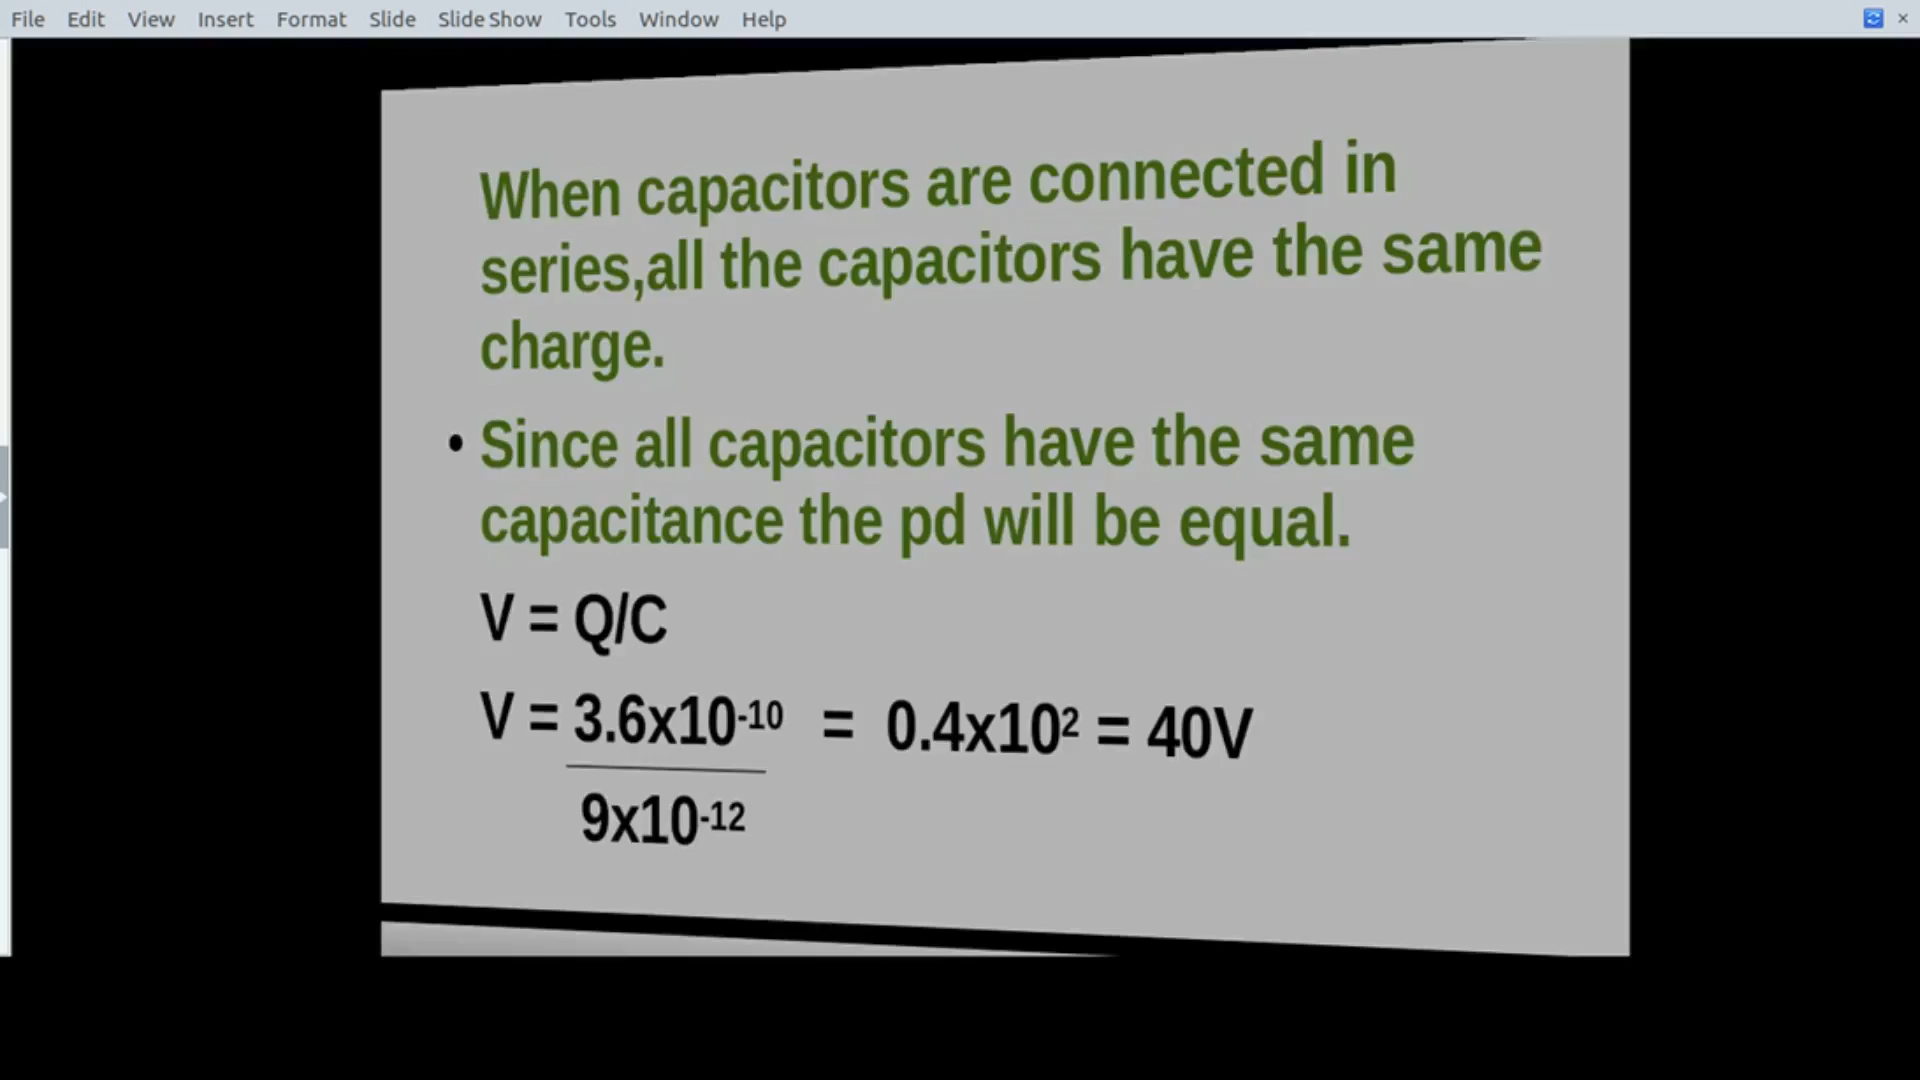 File Edit View Insert Format Slide Slide Show Tools Window Help
When capacitors are connected in
series,all the capacitors have the same
charge.
• Since all capacitors have the same
capacitance the pd will be equal.
V = Q/C
V = 3.6x10⁻¹⁰ = 0.4x10² = 40V
9x10⁻¹²